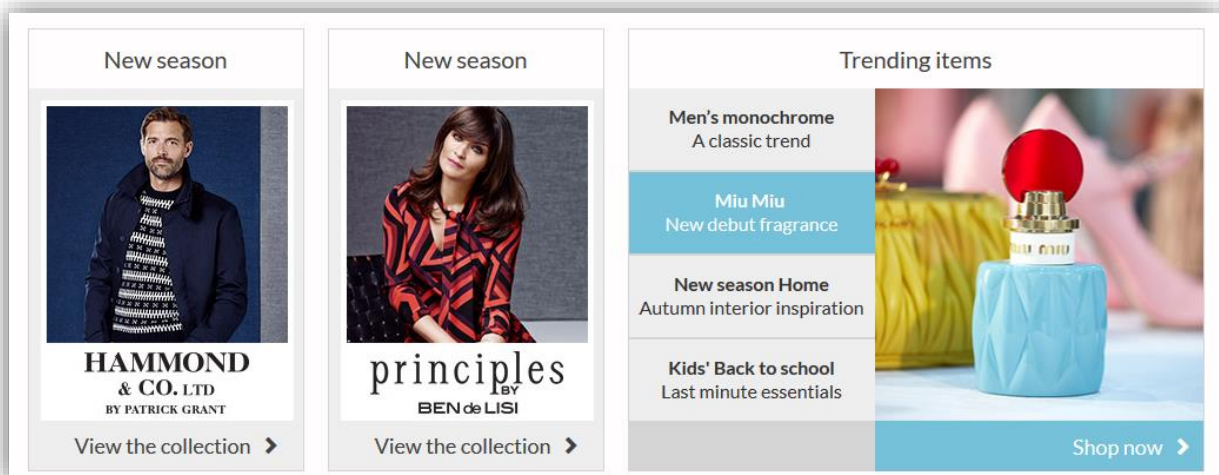 New season
HAMMOND
& CO. LTD
BY PATRICK GRANT
View the collection
New season
principles
BY
BEN de LISI
View the collection
Trending items
Men's monochrome
A classic trend
Miu Miu
New debut fragrance
New season Home
Autumn interior inspiration
Kids' Back to school
Last minute essentials
miu miu
Shop now